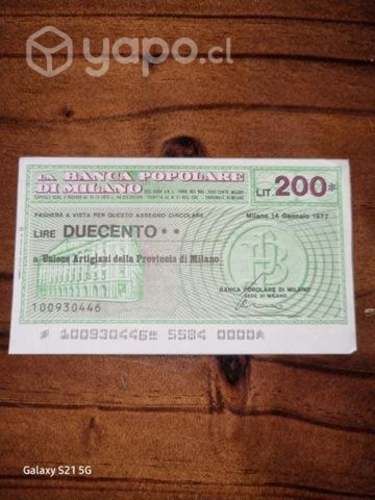 yapo.cl
LA BANCA POPOLARE
DI MILANO
LIT. 200*
PAGHERÀ A VISTA PER QUESTO ASSEGNO CIRCOLARE
Milano 14 Gennaio 1977
LIRE DUECENTO * *
a Unione Artigiani della Provincia di Milano
BANCA POPOLARE DI MILANO
SEDE DI MILANO
100930446
100930446 5584 0000
Galaxy S21 5G